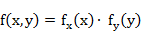 f(x,y) = fₓ(x)· fᵧ(y)